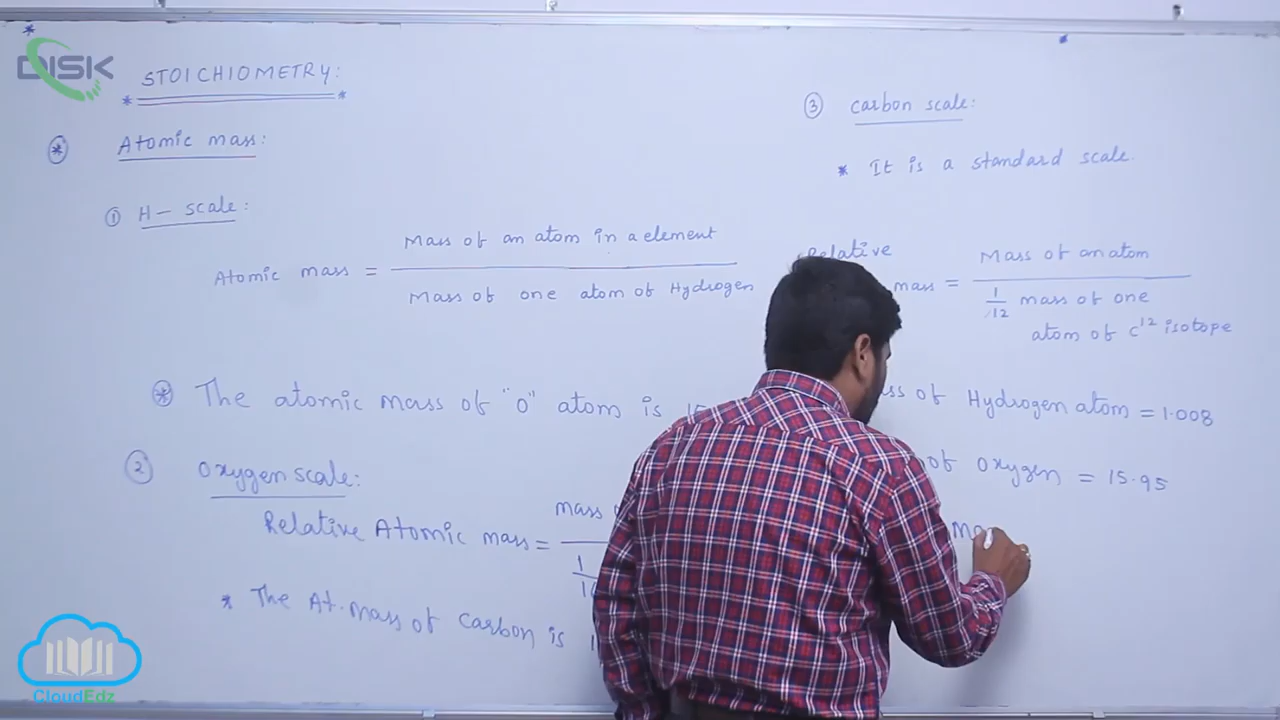 DISK
STOICHIOMETRY:
Atomic mass:
① H- scale:
Atomic mass =
Mass of an atom in a element
Mass of one atom of Hydrogen
The atomic mass of "O" atom is
② Oxygen scale:
Relative Atomic mass =
mass
1
* The At. Mass of Carbon is
③ Carbon scale:
* It is a standard scale.
Relative
mass =
Mass of an atom
1/12 mass of one
atom of C¹² isotope
of Hydrogen atom = 1.008
of oxygen = 15.95
CloudEdz